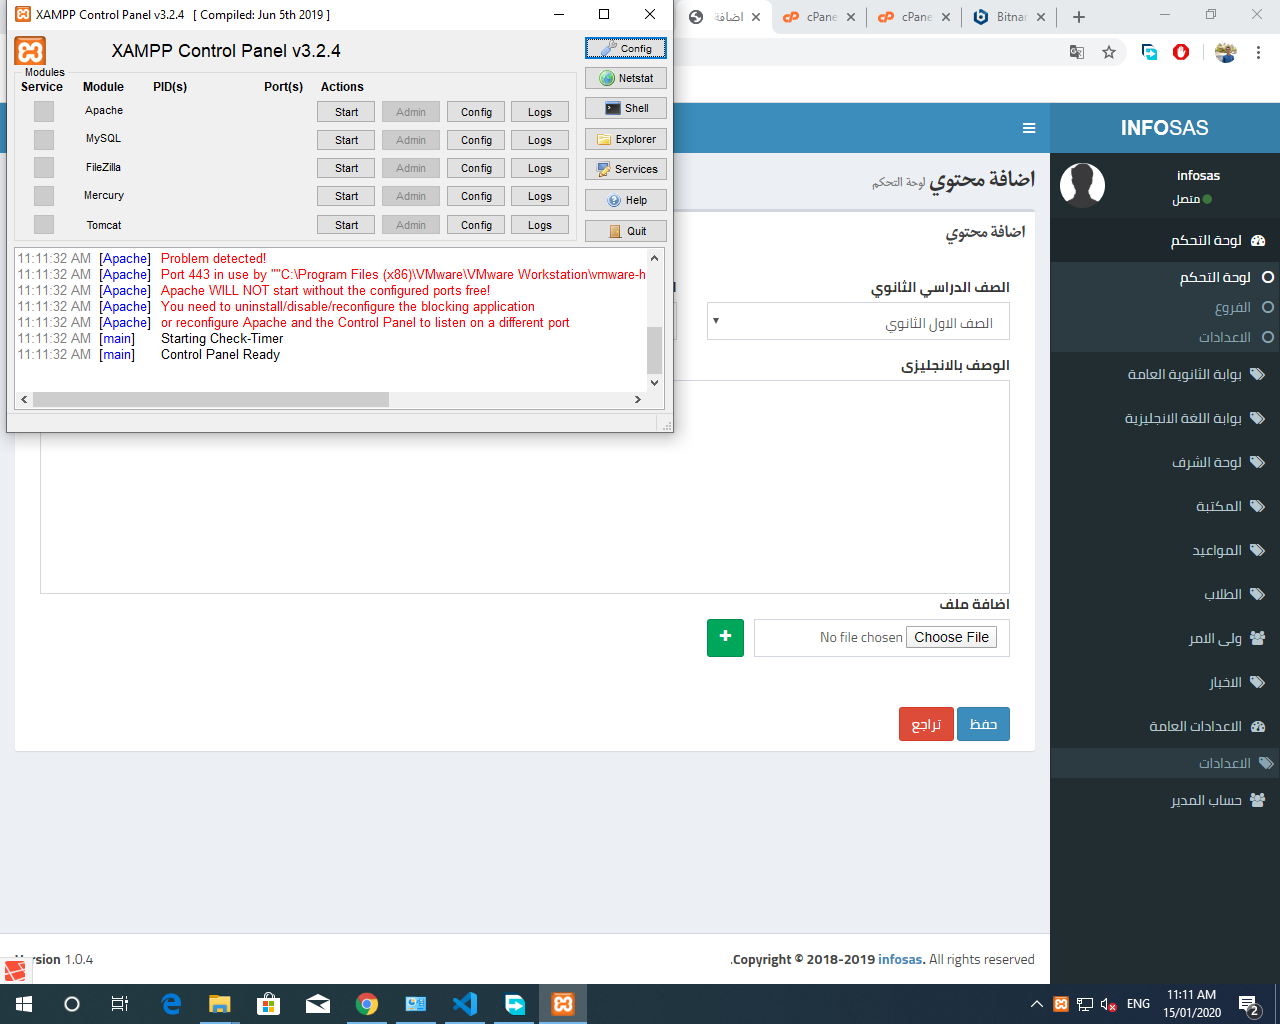 XAMPP Control Panel v3.2.4 [ Compiled: Jun 5th 2019 ]
XAMPP Control Panel v3.2.4
Modules
Service Module PID(s) Port(s) Actions
Apache Start Admin Config Logs
MySQL Start Admin Config Logs
FileZilla Start Admin Config Logs
Mercury Start Admin Config Logs
Tomcat Start Admin Config Logs
Config
Netstat
Shell
Explorer
Services
Help
Quit
11:11:32 AM [Apache] Problem detected!
11:11:32 AM [Apache] Port 443 in use by ""C:\Program Files (x86)\VMware\VMware Workstation\vmware-h
11:11:32 AM [Apache] Apache WILL NOT start without the configured ports free!
11:11:32 AM [Apache] You need to uninstall/disable/reconfigure the blocking application
11:11:32 AM [Apache] or reconfigure Apache and the Control Panel to listen on a different port
11:11:32 AM [main] Starting Check-Timer
11:11:32 AM [main] Control Panel Ready
اضافة
cPane
cPane
Bitnar
INFOSAS
infosas
متصل
لوحة التحكم
لوحة التحكم
الفروع
الاعدادات
بوابة الثانوية العامة
بوابة اللغة الانجليزية
لوحة الشرف
المكتبة
المواعيد
الطلاب
ولى الامر
الاخبار
الاعدادات العامة
الاعدادات
حساب المدير
اضافة محتوي لوحة التحكم
اضافة محتوي
الصف الدراسي الثانوي
الصف الاول الثانوي
الوصف بالانجليزى
اضافة ملف
Choose File No file chosen
حفظ
تراجع
Version 1.0.4
Copyright © 2018-2019 infosas. All rights reserved.
ENG
11:11 AM
15/01/2020
2